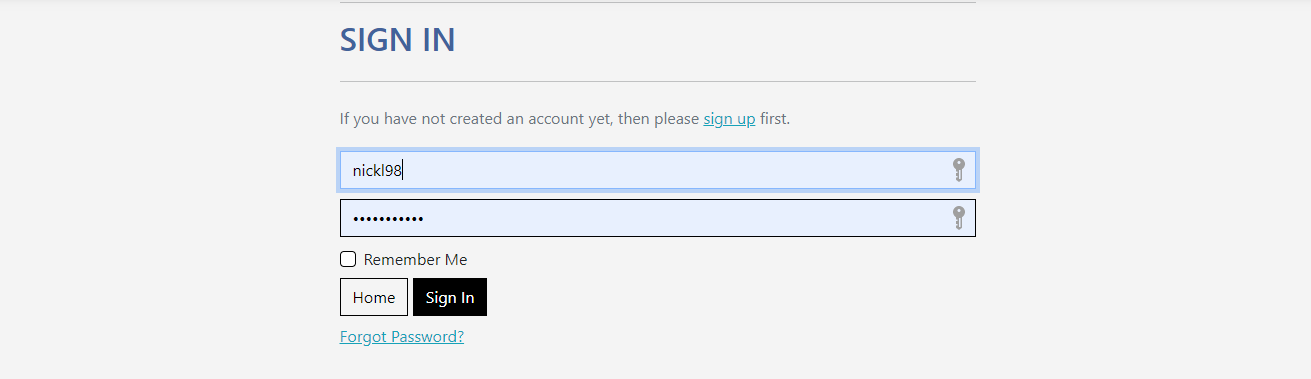 SIGN IN
If you have not created an account yet, then please sign up first.
nickl98
•••••••••••
Remember Me
Home Sign In
Forgot Password?